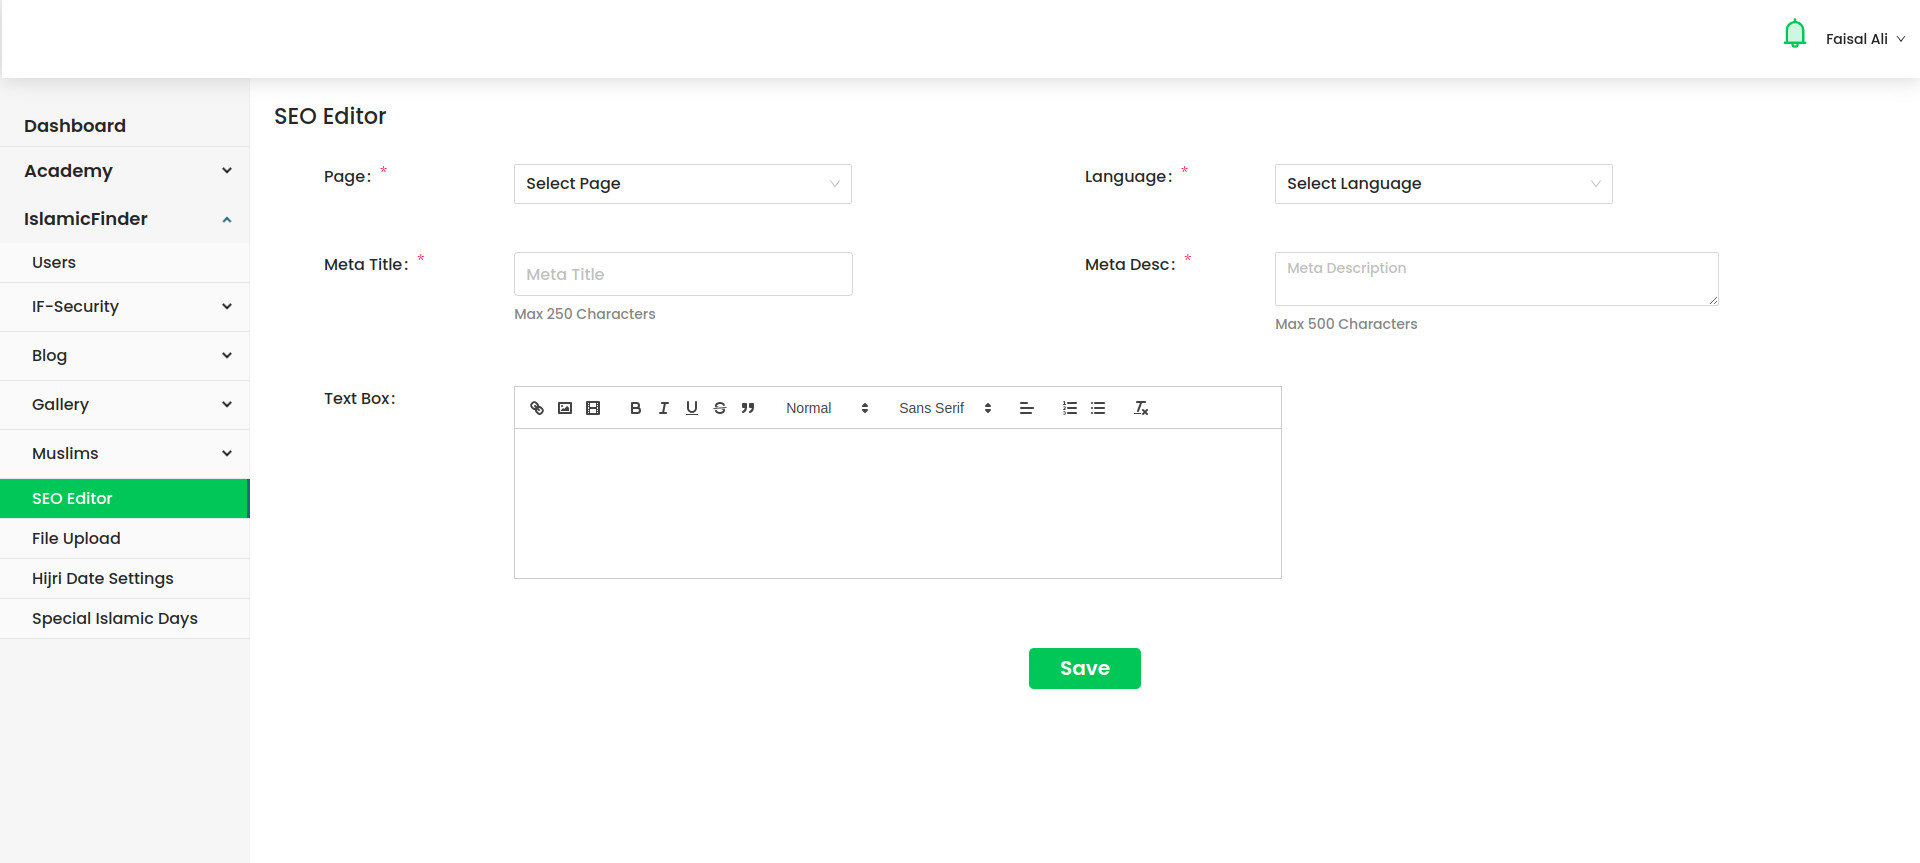 Faisal Ali
Dashboard
Academy
IslamicFinder
Users
IF-Security
Blog
Gallery
Muslims
SEO Editor
File Upload
Hijri Date Settings
Special Islamic Days
SEO Editor
Page: *
Select Page
Language: *
Select Language
Meta Title: *
Meta Title
Max 250 Characters
Meta Desc: *
Meta Description
Max 500 Characters
Text Box:
Normal
Sans Serif
Save